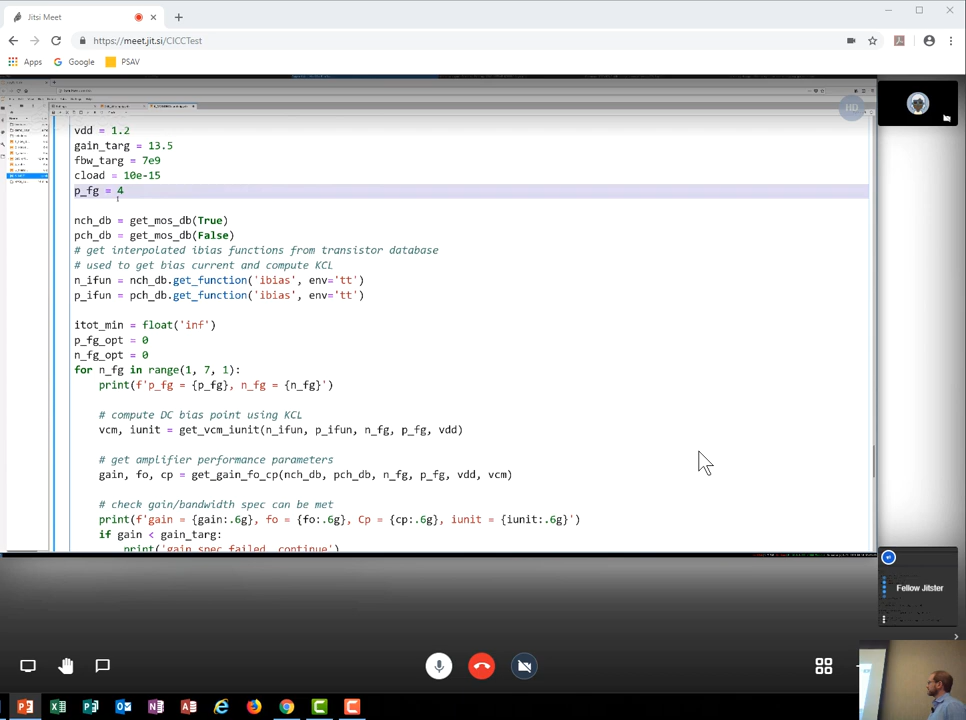 Jitsi Meet
https://meet.jit.si/CICCTest
Apps
Google
PSAV
HD
vdd = 1.2
gain_targ = 13.5
fbw_targ = 7e9
cload = 10e-15
p_fg = 4
nch_db = get_mos_db(True)
pch_db = get_mos_db(False)
# get interpolated ibias functions from transistor database
# used to get bias current and compute KCL
n_ifun = nch_db.get_function('ibias', env='tt')
p_ifun = pch_db.get_function('ibias', env='tt')
itot_min = float('inf')
p_fg_opt = 0
n_fg_opt = 0
for n_fg in range(1, 7, 1):
print(f'p_fg = {p_fg}, n_fg = {n_fg}')
# compute DC bias point using KCL
vcm, iunit = get_vcm_iunit(n_ifun, p_ifun, n_fg, p_fg, vdd)
# get amplifier performance parameters
gain, fo, cp = get_gain_fo_cp(nch_db, pch_db, n_fg, p_fg, vdd, vcm)
# check gain/bandwidth spec can be met
print(f'gain = {gain:.6g}, fo = {fo:.6g}, Cp = {cp:.6g}, iunit = {iunit:.6g}')
if gain < gain_targ:
print('gain spec failed, continue')
Fellow Jitster